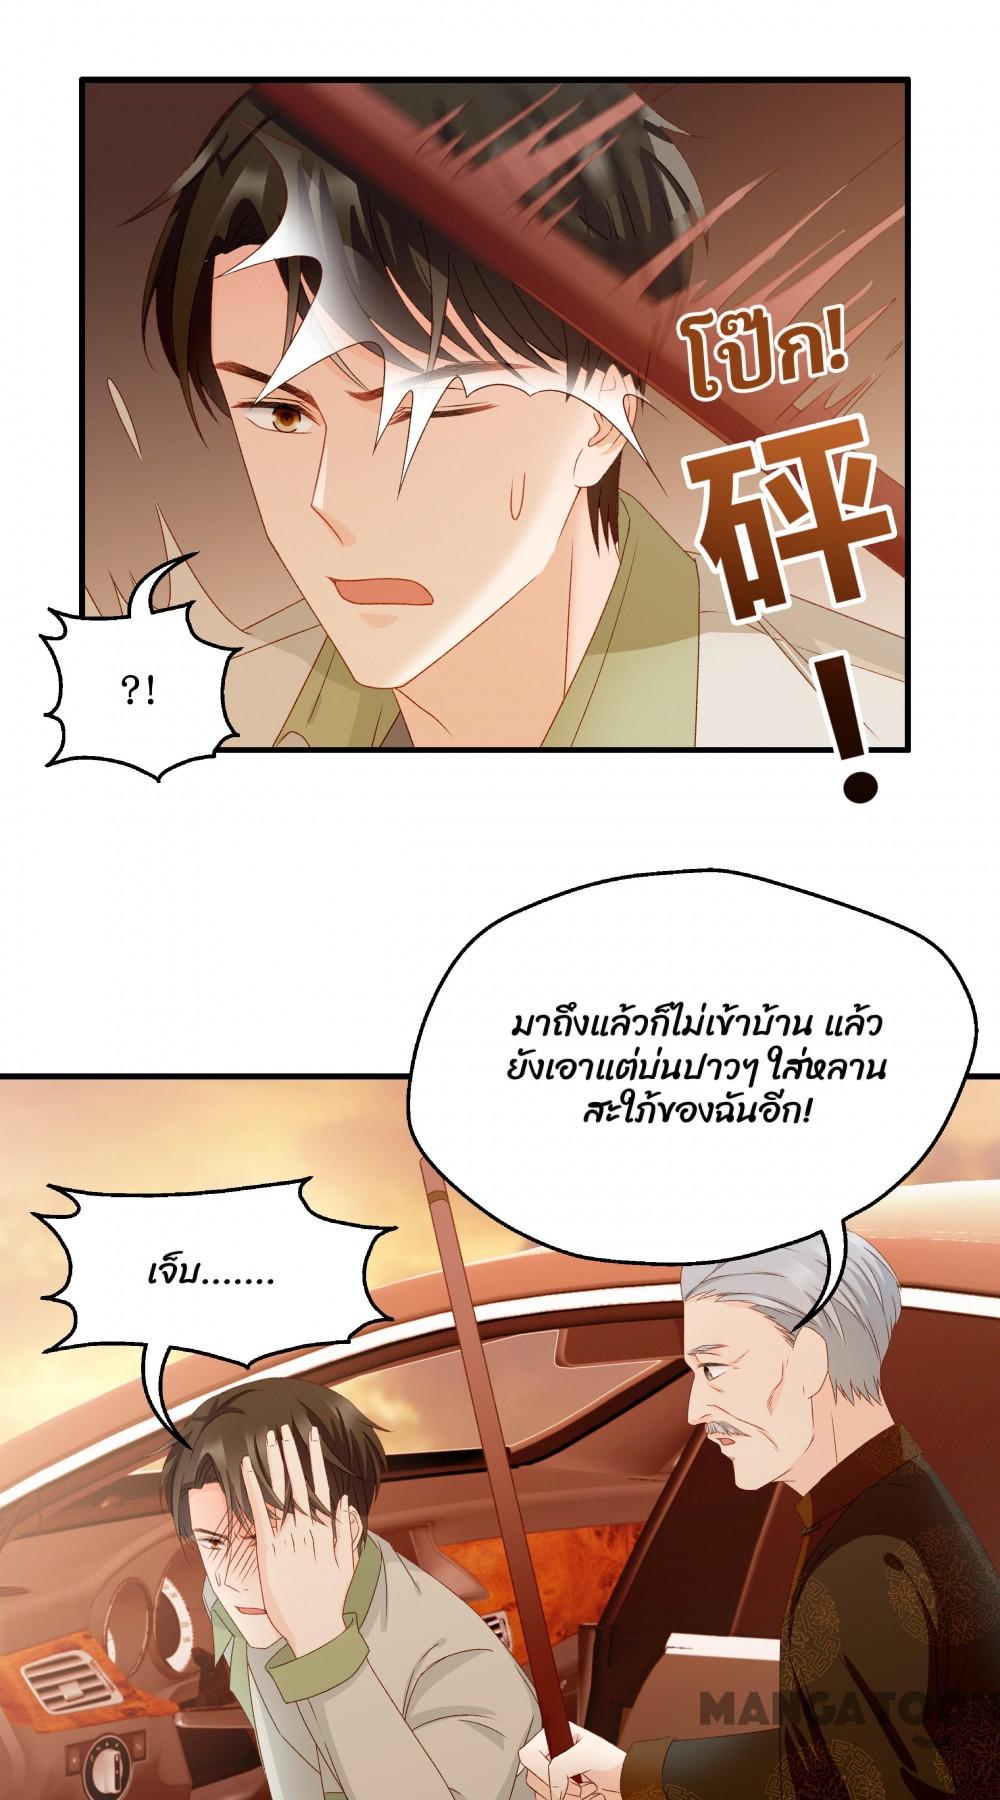 โป๊ก!
砰!
?!
มาถึงแล้วก็ไม่เข้าบ้าน แล้ว
ยังเอาแต่บ่นปาวๆ ใส่หลาน
สะใภ้ของฉันอีก!
เจ็บ.......
MANGATOON